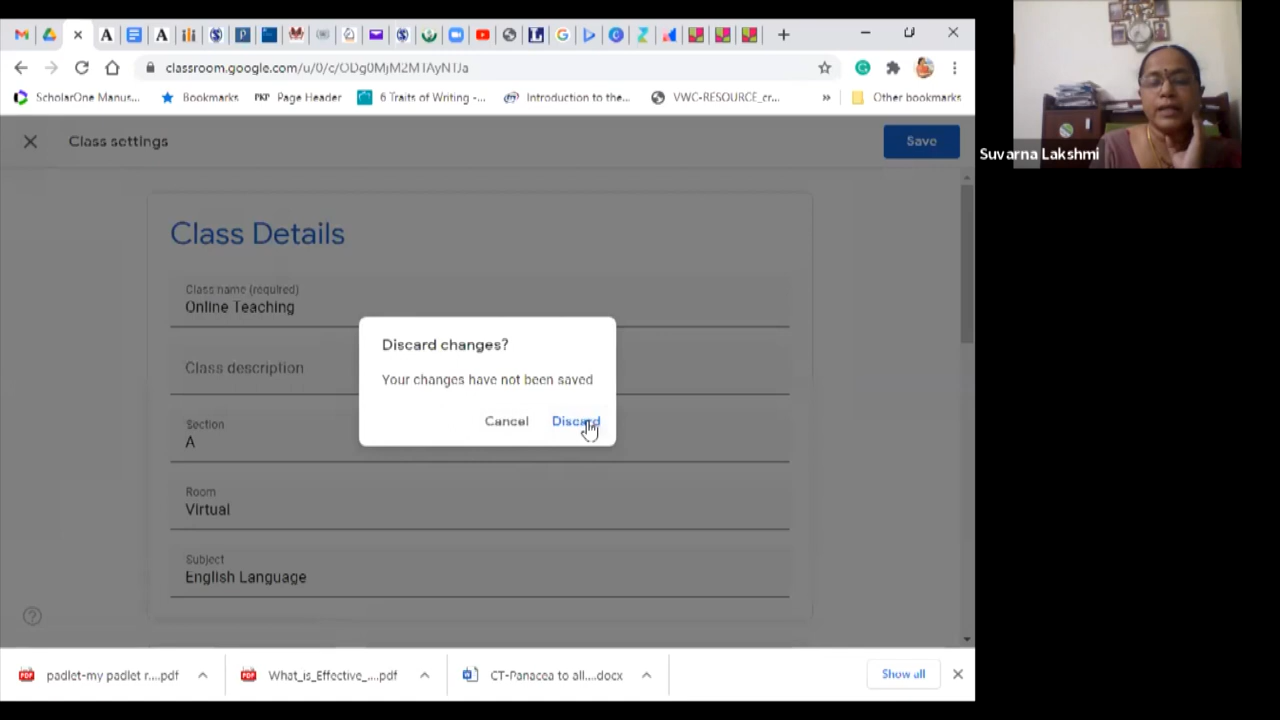 classroom.google.com/u/0/c/ODg0MjM2MTAyNTJa
ScholarOne Manus...
Bookmarks
PKP Page Header
6 Traits of Writing -...
Introduction to the...
VWC-RESOURCE_cr...
»
Other bookmarks
Class settings
Save
Suvarna Lakshmi
Class Details
Class name (required)
Online Teaching
Class description
Section
A
Room
Virtual
Subject
English Language
Discard changes?
Your changes have not been saved
Cancel
Discard
padlet-my padlet r....pdf
What_is_Effective_....pdf
CT-Panacea to all....docx
Show all